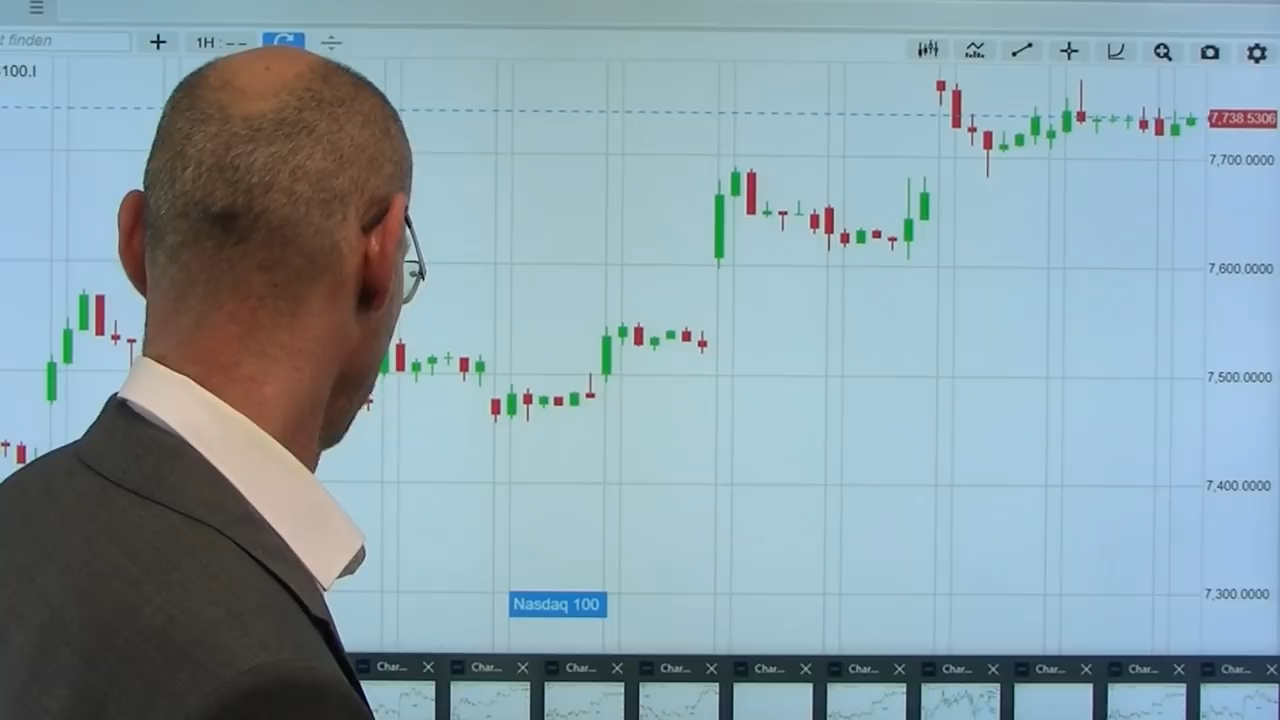 t finden
1H : – –
100.I
7,738.5306
7,700.0000
7,600.0000
7,500.0000
7,400.0000
7,300.0000
Nasdaq 100
Char...
Char...
Char...
Char...
Char...
Char...
Char...
Char...
Char...
Char...